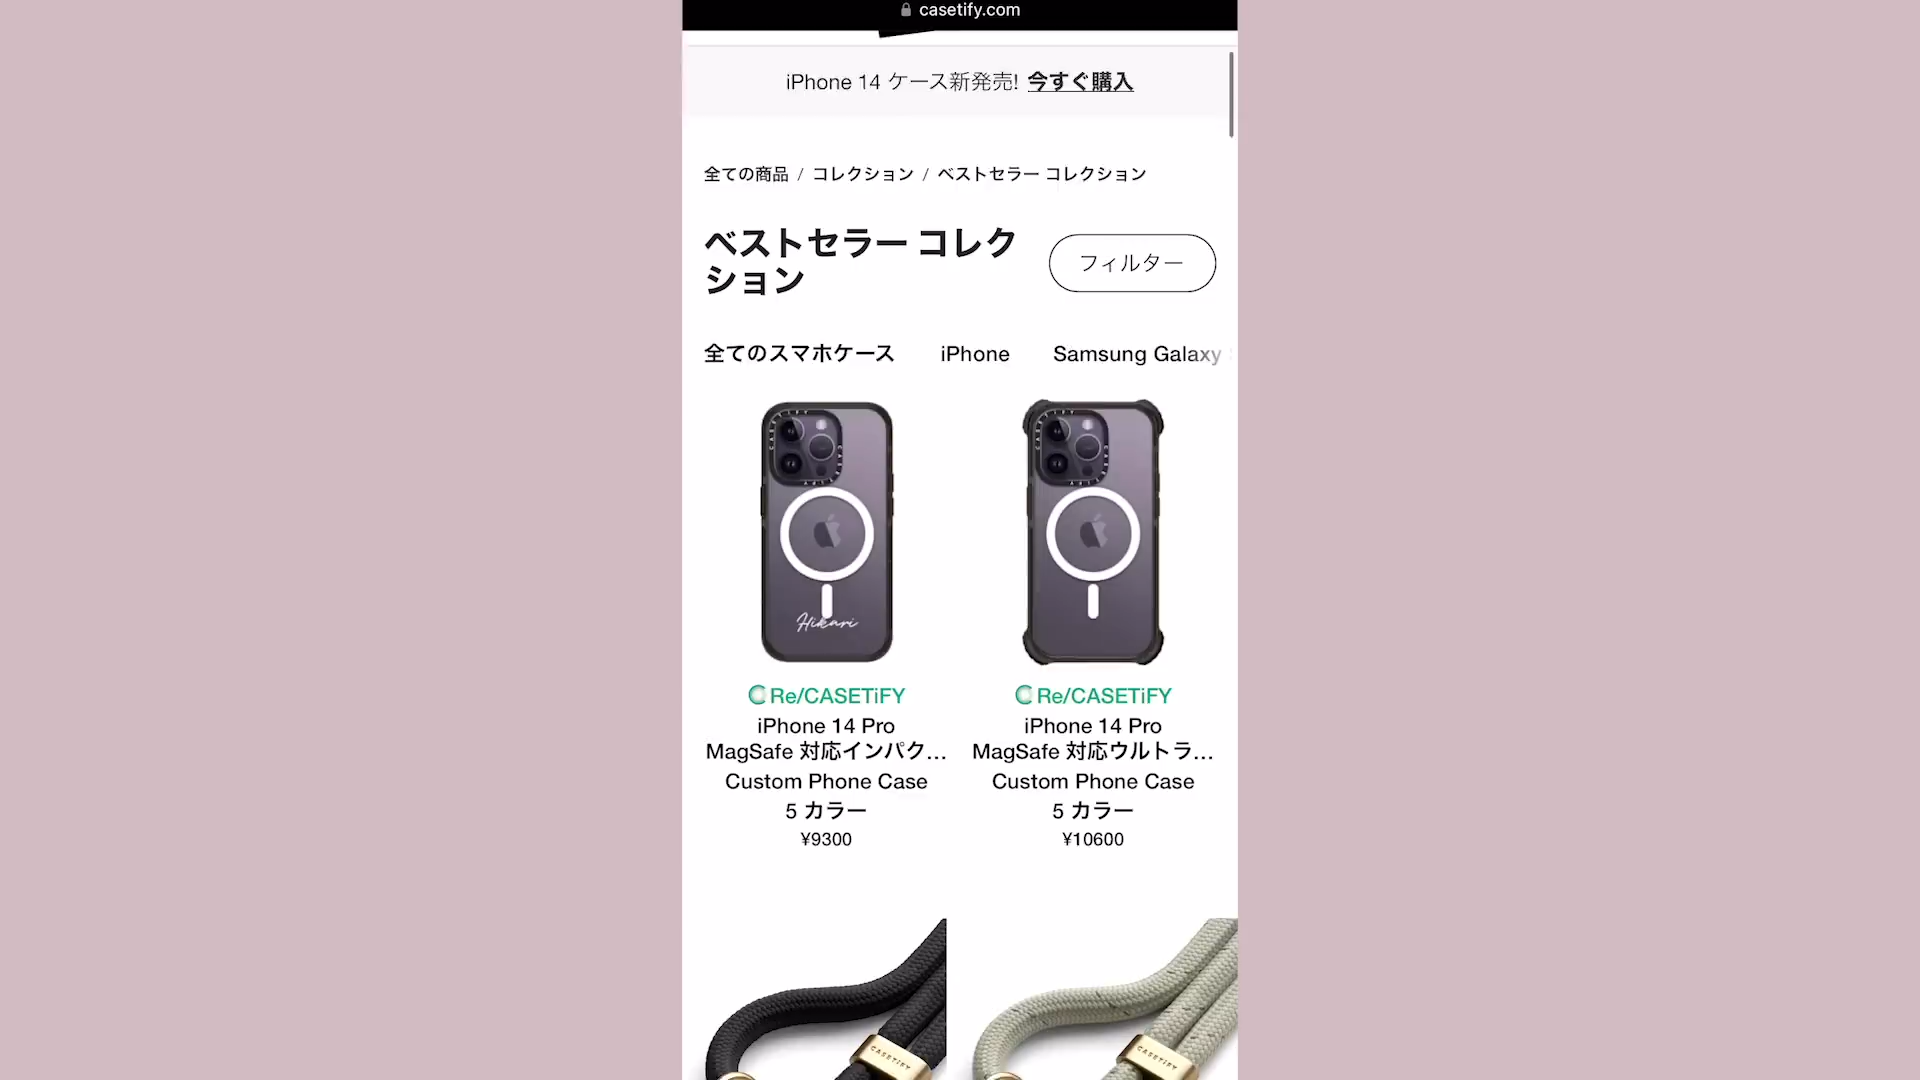 casetify.com
iPhone 14 ケース新発売! 今すぐ購入
全ての商品 / コレクション / ベストセラー コレクション
ベストセラー コレク
ション
フィルター
全てのスマホケース iPhone Samsung Galaxy
CASETiFY
CASETiFY
Hikari
Re/CASETiFY
iPhone 14 Pro
MagSafe 対応インパク...
Custom Phone Case
5 カラー
¥9300
Re/CASETiFY
iPhone 14 Pro
MagSafe 対応ウルトラ...
Custom Phone Case
5 カラー
¥10600
CASETiFY
CASETiFY